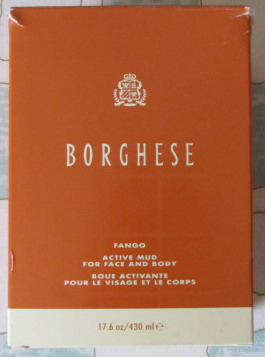 BORGHESE
FANGO
ACTIVE MUD
FOR FACE AND BODY
BOUE ACTIVANTE
POUR LE VISAGE ET LE CORPS
17.6 oz/430 ml e